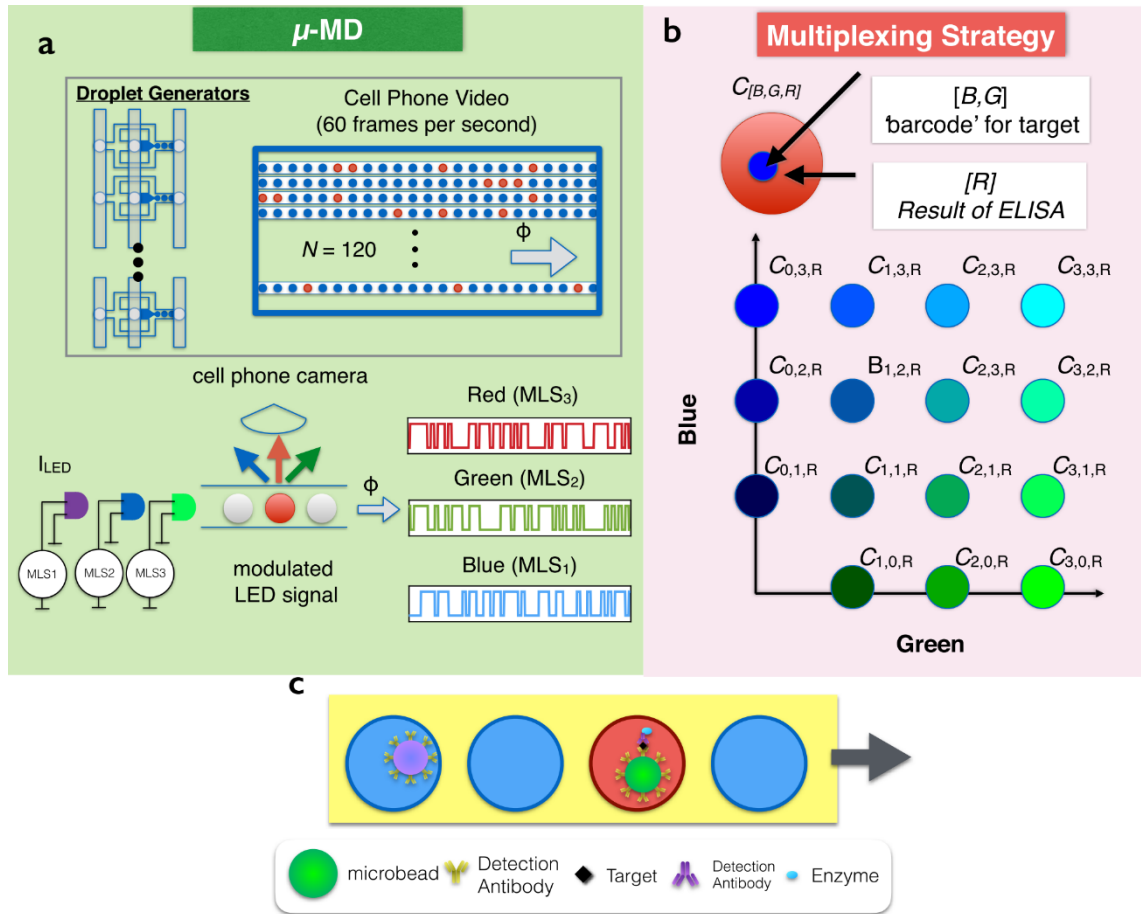 a
μ-MD
Droplet Generators
Cell Phone Video
(60 frames per second)
N = 120
ϕ
cell phone camera
I_LED
MLS1
MLS2
MLS3
ϕ
modulated
LED signal
Red (MLS₃)
Green (MLS₂)
Blue (MLS₁)
b
Multiplexing Strategy
C[B,G,R]
[B,G]
'barcode' for target
[R]
Result of ELISA
C0,3,R C1,3,R C2,3,R C3,3,R
C0,2,R B1,2,R C2,3,R C3,2,R
C0,1,R C1,1,R C2,1,R C3,1,R
C1,0,R C2,0,R C3,0,R
Blue
Green
c
microbead
Detection
Antibody
Target
Detection
Antibody
Enzyme